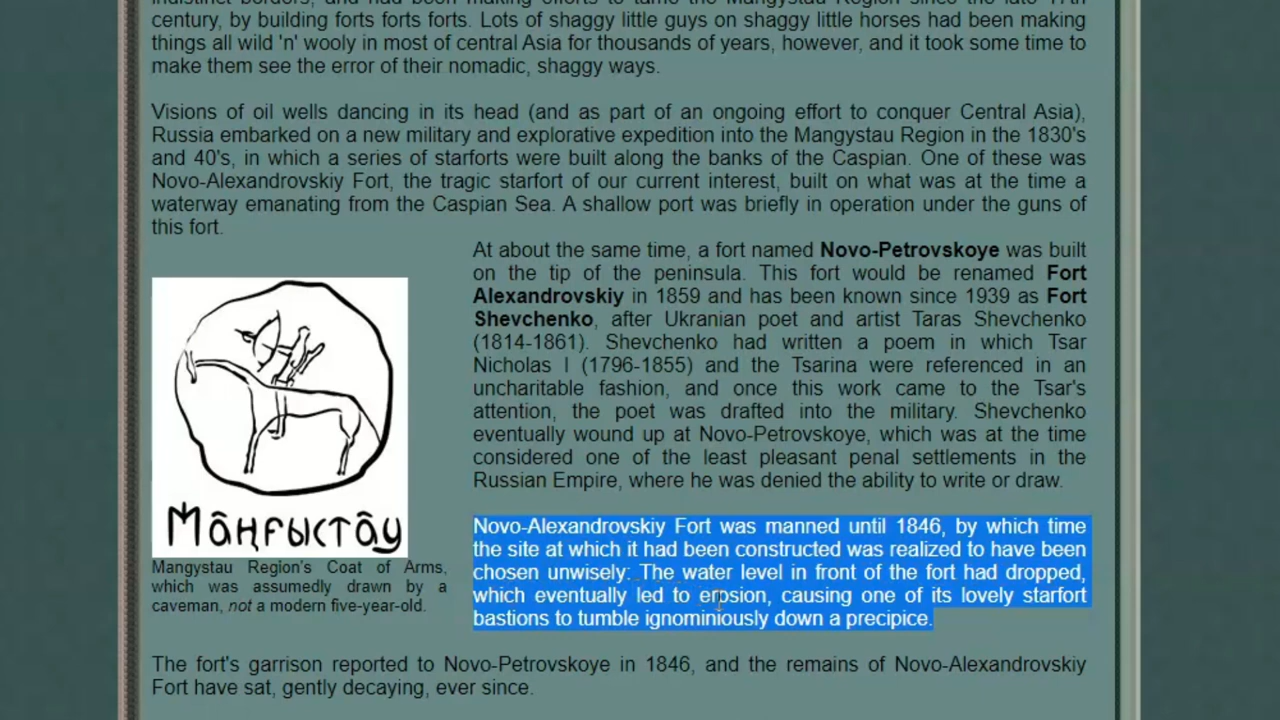 indistinct borders, and had been making efforts to tame the Mangystau Region since the late 17th
century, by building forts forts forts. Lots of shaggy little guys on shaggy little horses had been making
things all wild 'n' wooly in most of central Asia for thousands of years, however, and it took some time to
make them see the error of their nomadic, shaggy ways.
Visions of oil wells dancing in its head (and as part of an ongoing effort to conquer Central Asia),
Russia embarked on a new military and explorative expedition into the Mangystau Region in the 1830's
and 40's, in which a series of starforts were built along the banks of the Caspian. One of these was
Novo-Alexandrovskiy Fort, the tragic starfort of our current interest, built on what was at the time a
waterway emanating from the Caspian Sea. A shallow port was briefly in operation under the guns of
this fort.
At about the same time, a fort named Novo-Petrovskoye was built
on the tip of the peninsula. This fort would be renamed Fort
Alexandrovskiy in 1859 and has been known since 1939 as Fort
Shevchenko, after Ukranian poet and artist Taras Shevchenko
(1814-1861). Shevchenko had written a poem in which Tsar
Nicholas I (1796-1855) and the Tsarina were referenced in an
uncharitable fashion, and once this work came to the Tsar's
attention, the poet was drafted into the military. Shevchenko
eventually wound up at Novo-Petrovskoye, which was at the time
considered one of the least pleasant penal settlements in the
Russian Empire, where he was denied the ability to write or draw.
Маңғыстау
Mangystau Region's Coat of Arms,
which was assumedly drawn by a
caveman, not a modern five-year-old.
Novo-Alexandrovskiy Fort was manned until 1846, by which time
the site at which it had been constructed was realized to have been
chosen unwisely: The water level in front of the fort had dropped,
which eventually led to erosion, causing one of its lovely starfort
bastions to tumble ignominiously down a precipice.
The fort's garrison reported to Novo-Petrovskoye in 1846, and the remains of Novo-Alexandrovskiy
Fort have sat, gently decaying, ever since.